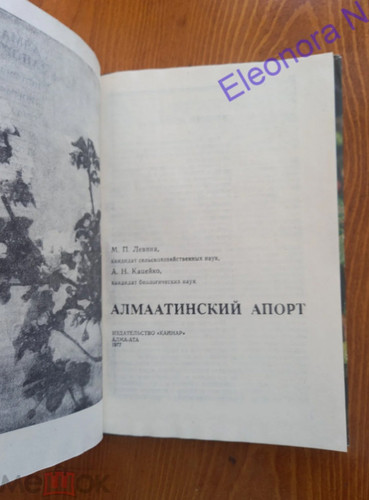 Eleonora N
М. П. Левина,
кандидат сельскохозяйственных наук,
А. Н. Казейко,
кандидат биологических наук
АЛМААТИНСКИЙ АПОРТ
ИЗДАТЕЛЬСТВО «КАЙНАР»
АЛМА-АТА
1977